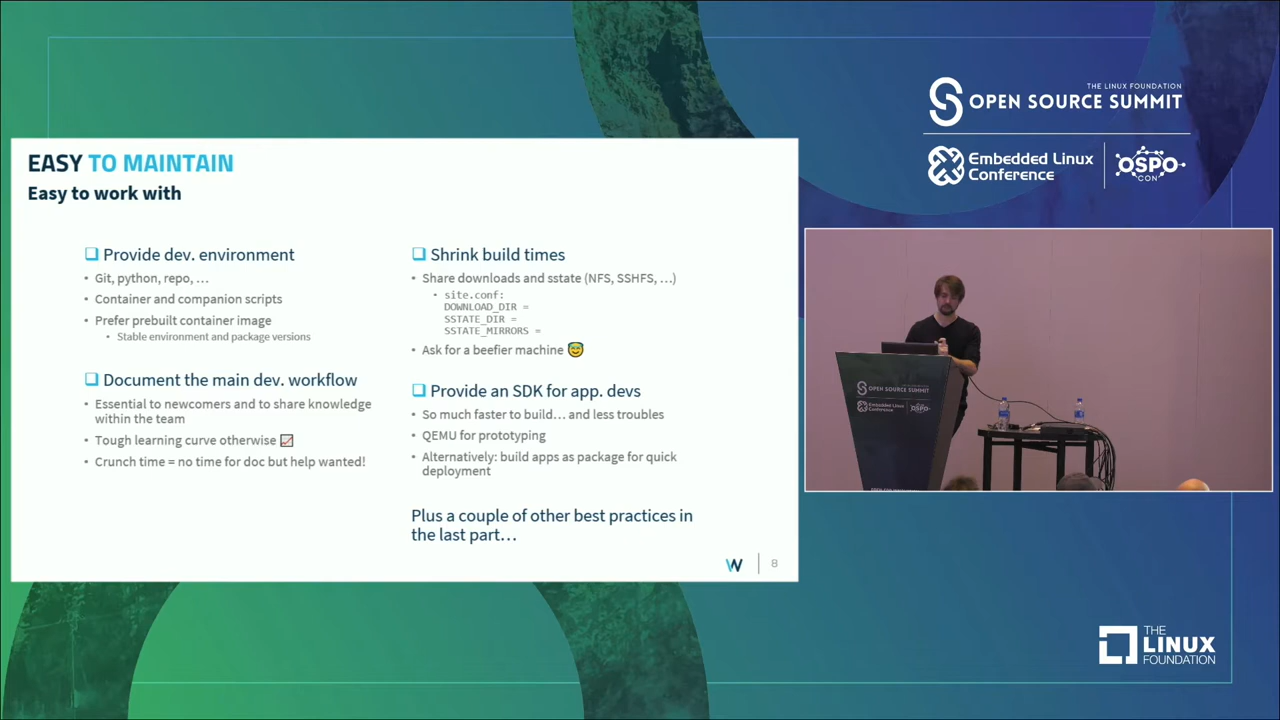 THE LINUX FOUNDATION
OPEN SOURCE SUMMIT
Embedded Linux
Conference
OSPO
CON
EASY TO MAINTAIN
Easy to work with
Provide dev. environment
Git, python, repo, …
Container and companion scripts
Prefer prebuilt container image
Stable environment and package versions
Document the main dev. workflow
Essential to newcomers and to share knowledge
within the team
Tough learning curve otherwise 📈
Crunch time = no time for doc but help wanted!
Shrink build times
Share downloads and sstate (NFS, SSHFS, …)
site.conf:
DOWNLOAD_DIR =
SSTATE_DIR =
SSTATE_MIRRORS =
Ask for a beefier machine 😇
Provide an SDK for app. devs
So much faster to build… and less troubles
QEMU for prototyping
Alternatively: build apps as package for quick
deployment
Plus a couple of other best practices in
the last part…
W
8
OPEN SOURCE SUMMIT
Embedded Linux
Conference
OSPO
THE
LINUX
FOUNDATION